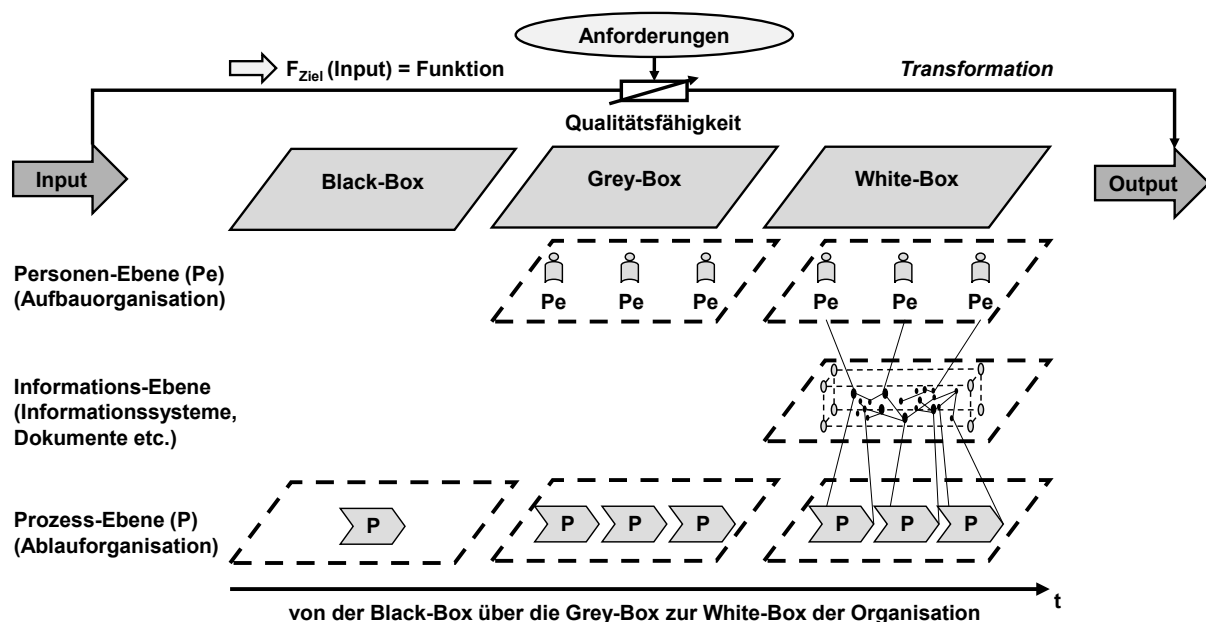 Anforderungen
F_Ziel (Input) = Funktion
Transformation
Qualitätsfähigkeit
Input
Black-Box
Grey-Box
White-Box
Output
Personen-Ebene (Pe)
(Aufbauorganisation)
Pe Pe Pe
Pe Pe Pe
Informations-Ebene
(Informationssysteme,
Dokumente etc.)
Prozess-Ebene (P)
(Ablauforganisation)
P
P P P
P P P
t
von der Black-Box über die Grey-Box zur White-Box der Organisation